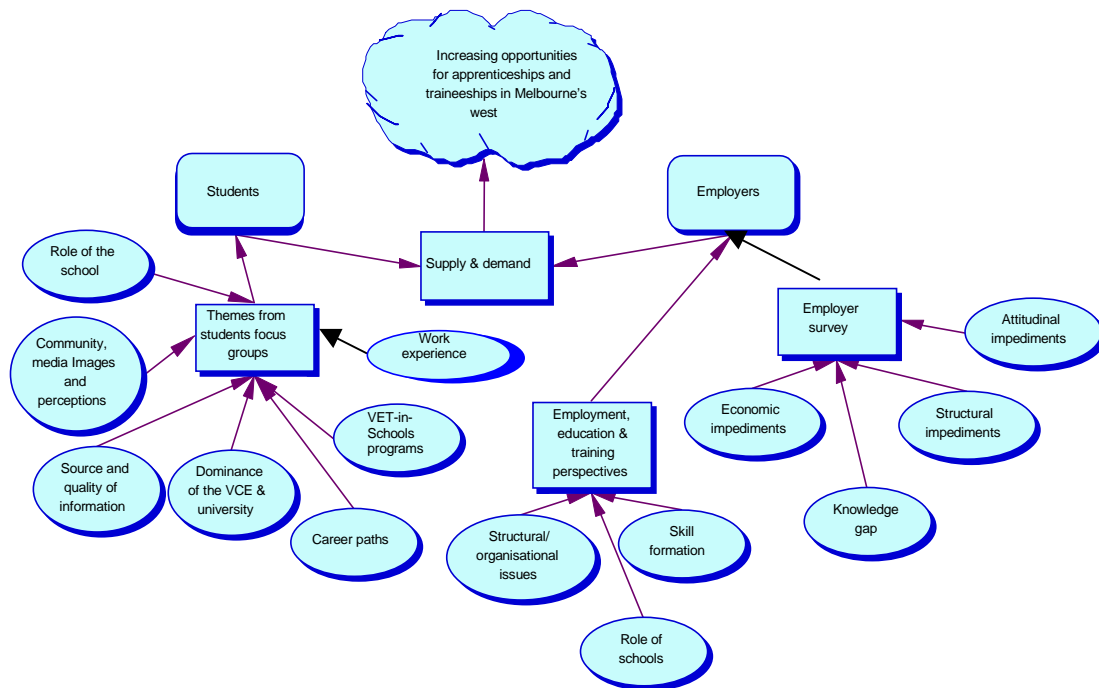 Increasing opportunities
for apprenticeships and
traineeships in Melbourne's
west
Students
Employers
Supply & demand
Role of the
school
Themes from
students focus
groups
Work
experience
Community,
media Images
and
perceptions
VET-in-
Schools
programs
Source and
quality of
information
Dominance
of the VCE &
university
Career paths
Employer
survey
Attitudinal
impediments
Economic
impediments
Structural
impediments
Knowledge
gap
Employment,
education &
training
perspectives
Structural/
organisational
issues
Skill
formation
Role of
schools